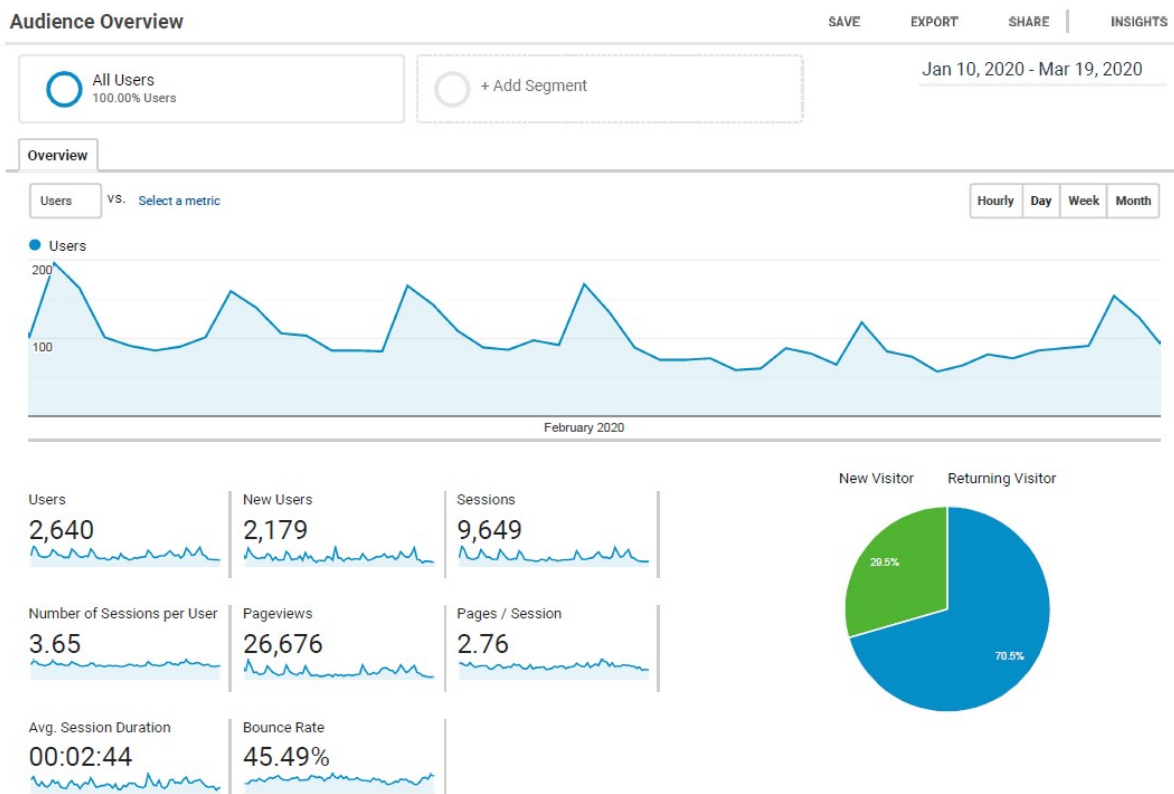 Audience Overview
SAVE EXPORT SHARE INSIGHTS
All Users
100.00% Users
+ Add Segment
Jan 10, 2020 - Mar 19, 2020
Overview
Users VS. Select a metric
Hourly Day Week Month
Users
200
100
February 2020
New Visitor Returning Visitor
Users
2,640
New Users
2,179
Sessions
9,649
Number of Sessions per User
3.65
Pageviews
26,676
Pages / Session
2.76
Avg. Session Duration
00:02:44
Bounce Rate
45.49%
29.5%
70.5%